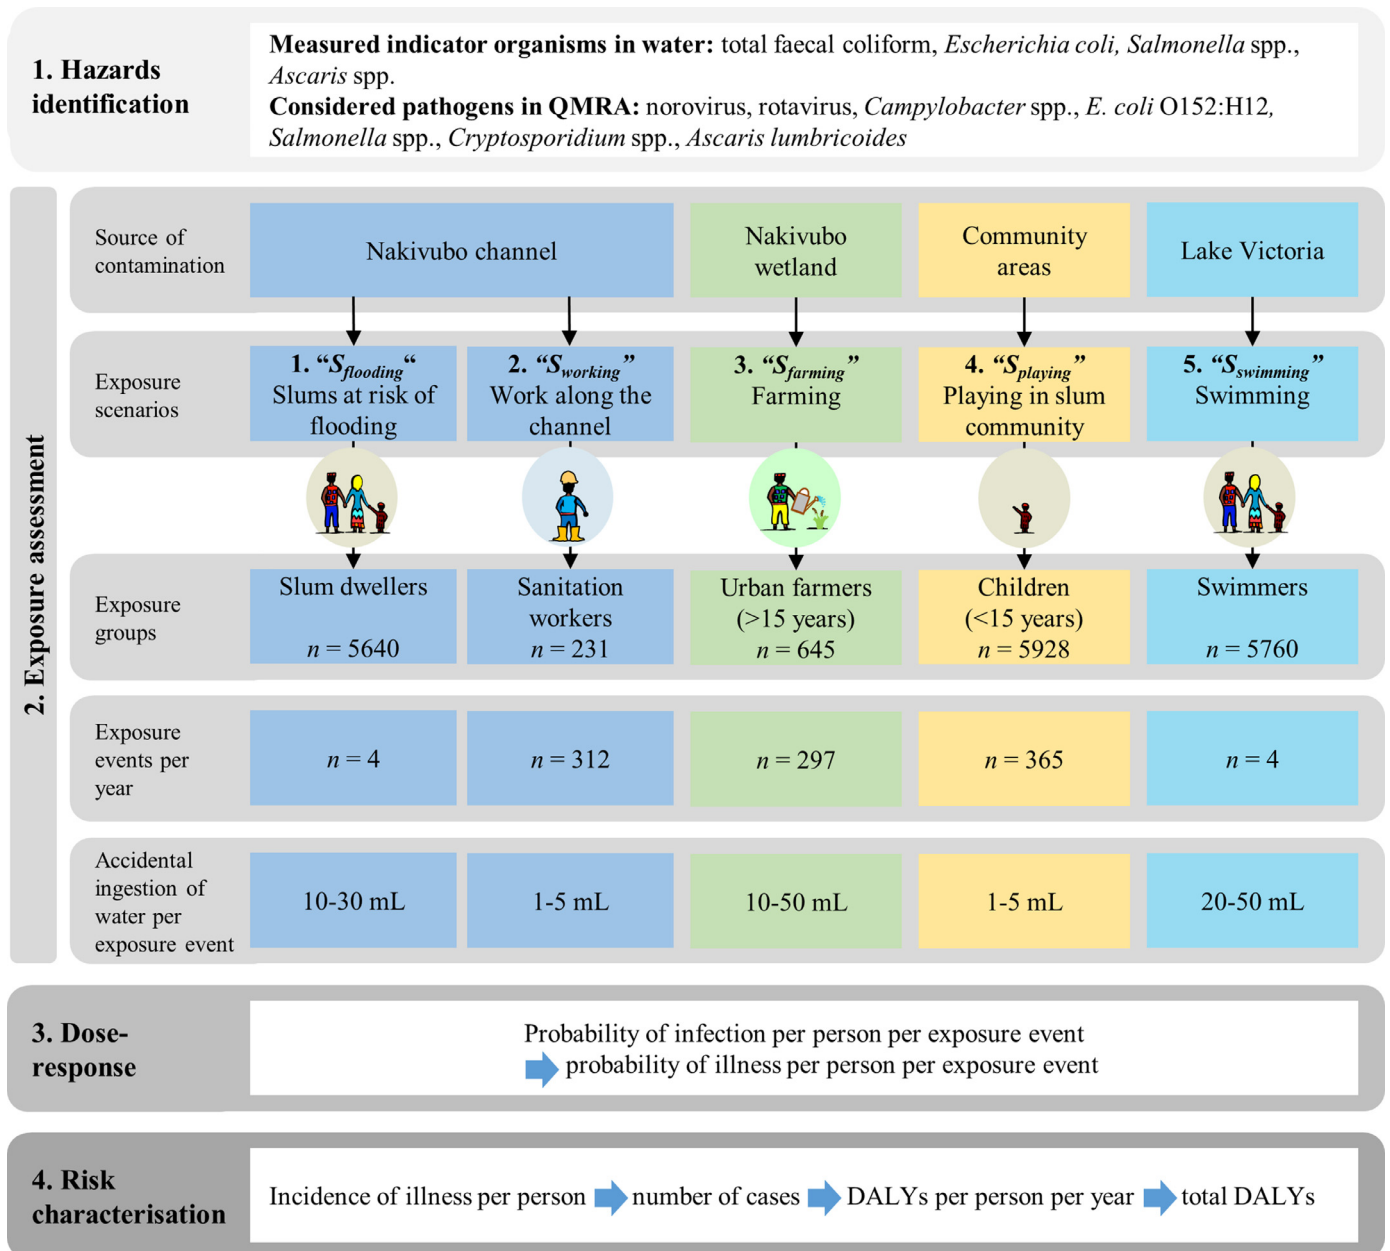 1. Hazards
identification
Measured indicator organisms in water: total faecal coliform, Escherichia coli, Salmonella spp.,
Ascaris spp.
Considered pathogens in QMRA: norovirus, rotavirus, Campylobacter spp., E. coli O152:H12,
Salmonella spp., Cryptosporidium spp., Ascaris lumbricoides
2. Exposure assessment
Source of
contamination
Nakivubo channel
Nakivubo
wetland
Community
areas
Lake Victoria
Exposure
scenarios
1. “Sflooding“
Slums at risk of
flooding
2. “Sworking”
Work along the
channel
3. “Sfarming”
Farming
4. “Splaying”
Playing in slum
community
5. “Sswimming”
Swimming
Exposure
groups
Slum dwellers
n = 5640
Sanitation
workers
n = 231
Urban farmers
(>15 years)
n = 645
Children
(<15 years)
n = 5928
Swimmers
n = 5760
Exposure
events per
year
n = 4
n = 312
n = 297
n = 365
n = 4
Accidental
ingestion of
water per
exposure event
10-30 mL
1-5 mL
10-50 mL
1-5 mL
20-50 mL
3. Dose-
response
Probability of infection per person per exposure event
probability of illness per person per exposure event
4. Risk
characterisation
Incidence of illness per person number of cases DALYs per person per year total DALYs